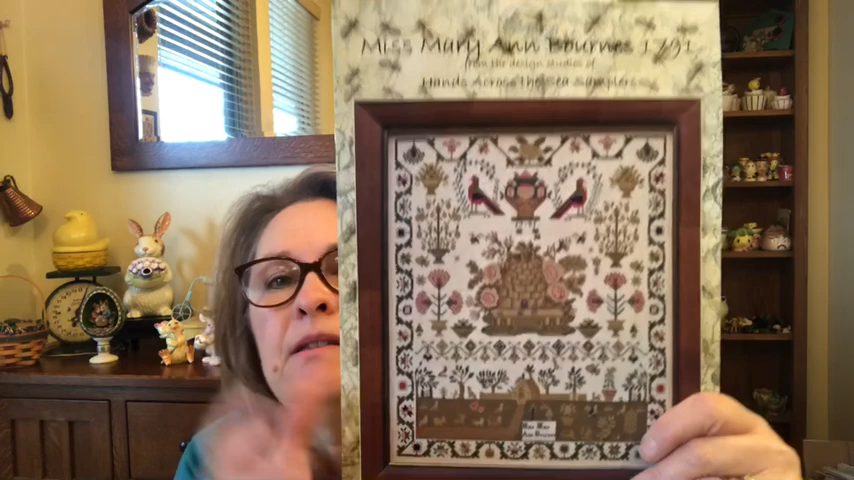 Miss Mary Ann Bournes 1791
from the design studios of
Hands Across the Sea Samplers